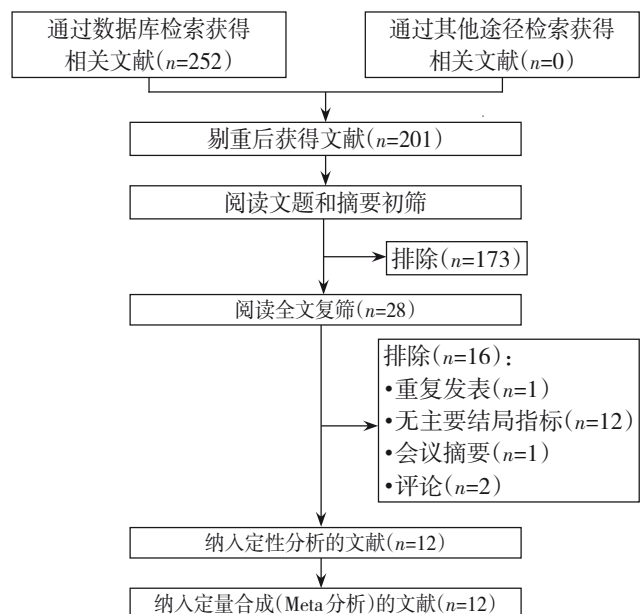 通过数据库检索获得
相关文献(n=252)
通过其他途径检索获得
相关文献(n=0)
剔重后获得文献(n=201)
阅读文题和摘要初筛
排除(n=173)
阅读全文复筛(n=28)
排除(n=16)：
•重复发表(n=1)
•无主要结局指标(n=12)
•会议摘要(n=1)
•评论(n=2)
纳入定性分析的文献(n=12)
纳入定量合成(Meta分析)的文献(n=12)